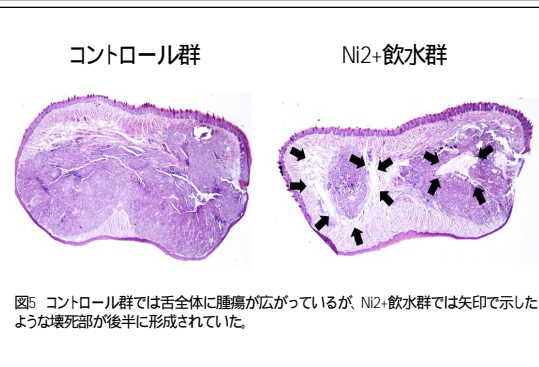 コントロール群
Ni2+飲水群
図5 コントロール群では舌全体に腫瘍が広がっているが、Ni2+飲水群では矢印で示した
ような壊死部が後半に形成されていた。